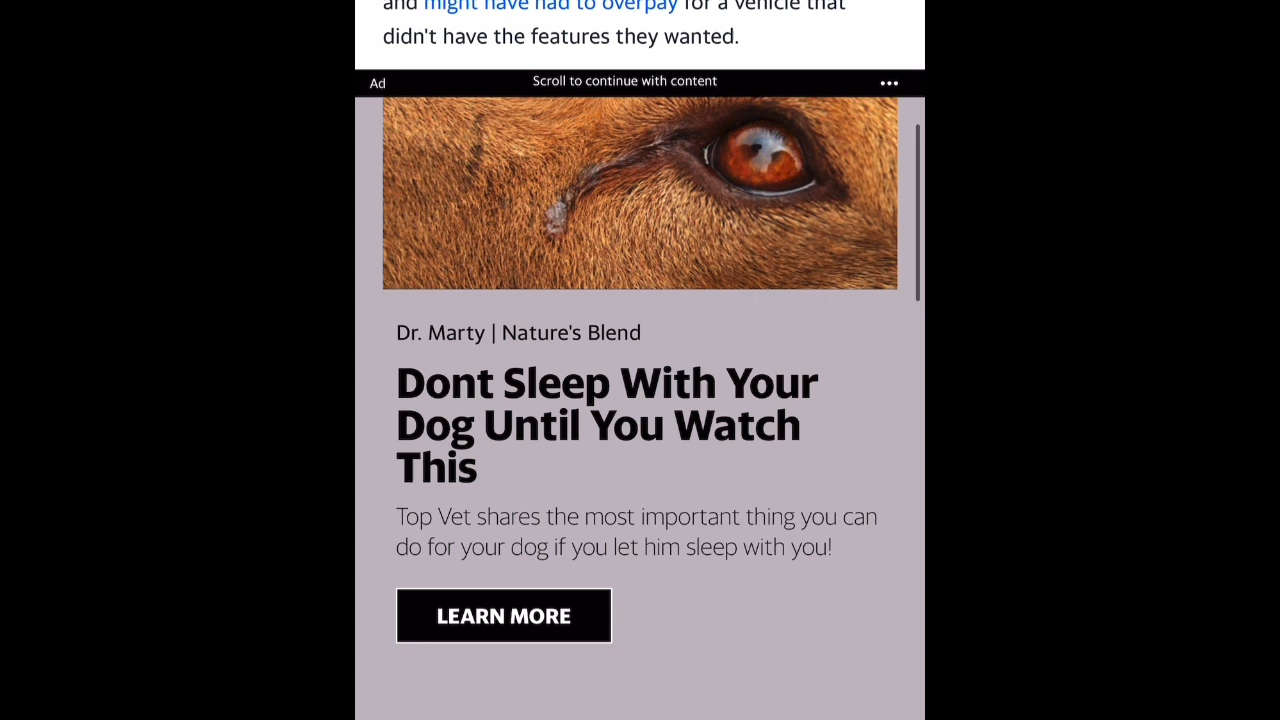 and might have had to overpay for a vehicle that
didn't have the features they wanted.
Ad
Scroll to continue with content
Dr. Marty | Nature's Blend
Dont Sleep With Your
Dog Until You Watch
This
Top Vet shares the most important thing you can
do for your dog if you let him sleep with you!
LEARN MORE